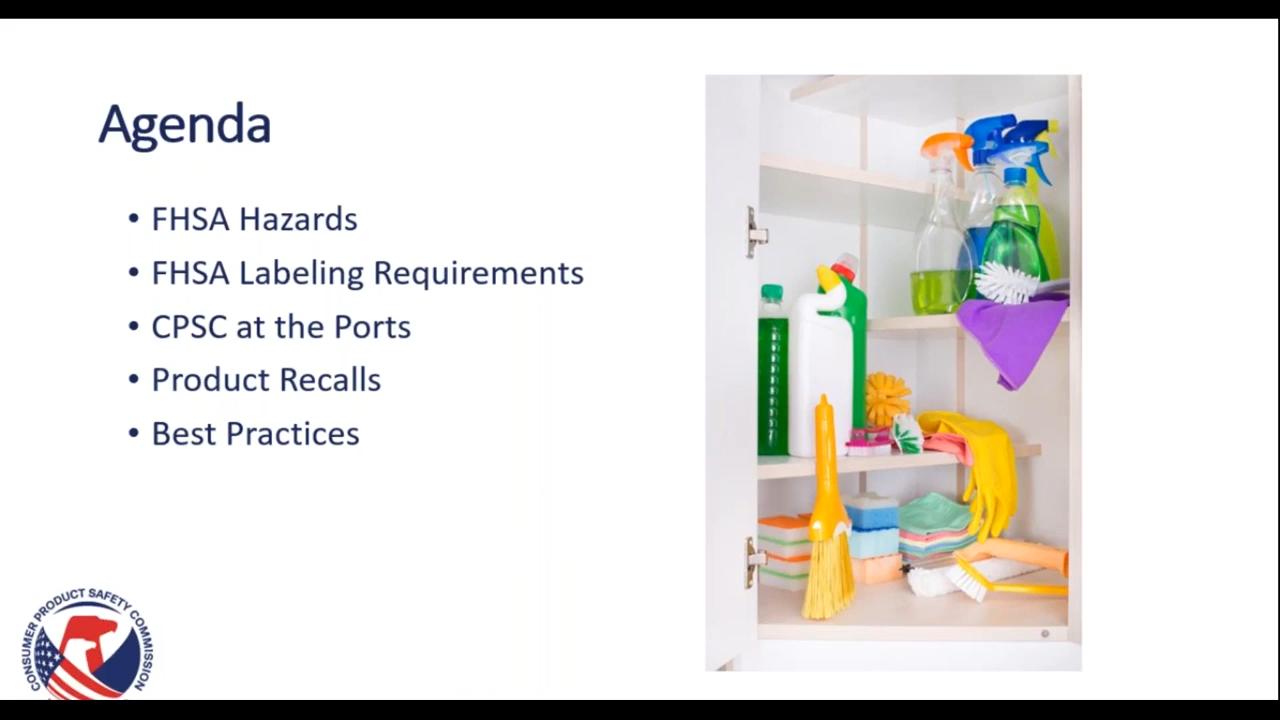 Agenda
• FHSA Hazards
• FHSA Labeling Requirements
• CPSC at the Ports
• Product Recalls
• Best Practices
CONSUMER PRODUCT SAFETY COMMISSION